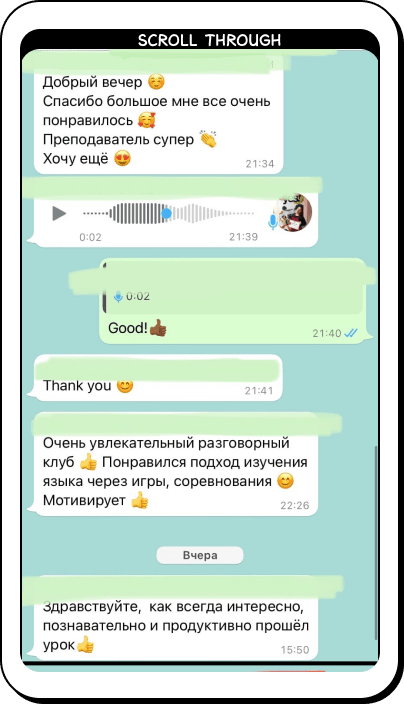 SCROLL THROUGH
Добрый вечер ☺️
Спасибо большое мне все очень
понравилось 🥰
Преподаватель супер 👏
Хочу ещё 😍
21:34
0:02
21:39
0:02
Good!👍🏾
21:40
Thank you 😊
21:41
Очень увлекательный разговорный
клуб 👍 Понравился подход изучения
языка через игры, соревнования 😊
Мотивирует 👍
22:26
Вчера
Здравствуйте, как всегда интересно,
познавательно и продуктивно прошёл
урок👍
15:50